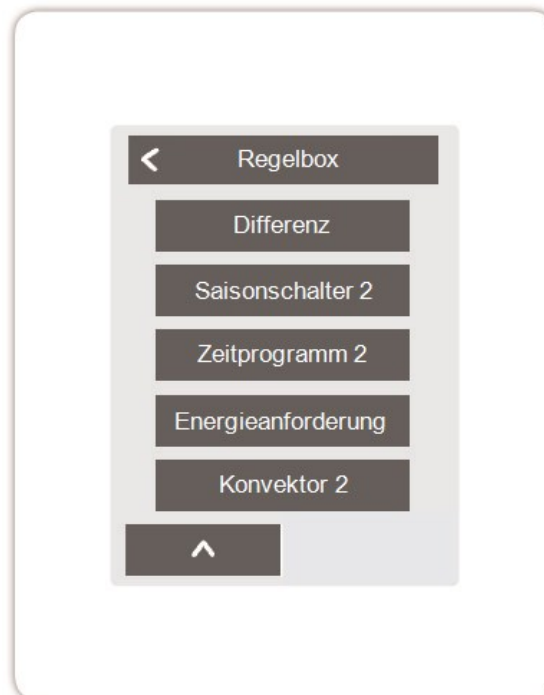 Regelbox
Differenz
Saisonschalter 2
Zeitprogramm 2
Energieanforderung
Konvektor 2